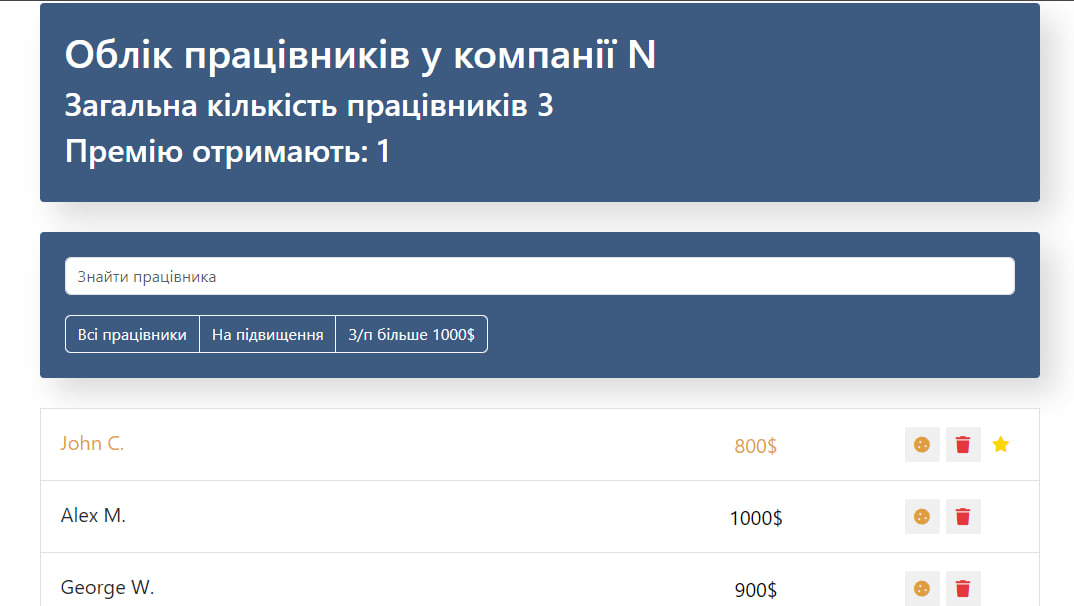 Облік працівників у компанії N
Загальна кількість працівників 3
Премію отримають: 1
Знайти працівника
Всі працівники На підвищення З/п більше 1000$
John C. 800$
Alex M. 1000$
George W. 900$